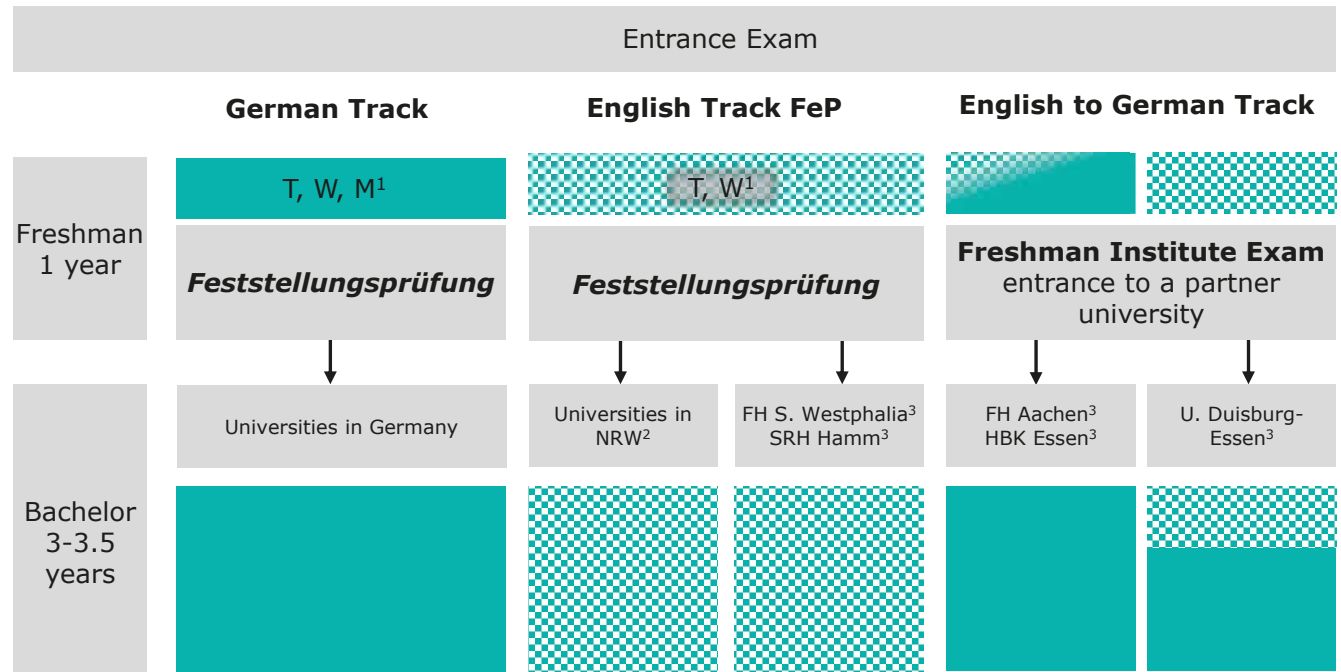 Entrance Exam
German Track
English Track FeP
English to German Track
Freshman
1 year
T, W, M¹
T, W¹
Feststellungsprüfung
Feststellungsprüfung
Freshman Institute Exam
entrance to a partner
university
Bachelor
3-3.5
years
Universities in Germany
Universities in
NRW²
FH S. Westphalia³
SRH Hamm³
FH Aachen³
HBK Essen³
U. Duisburg-
Essen³